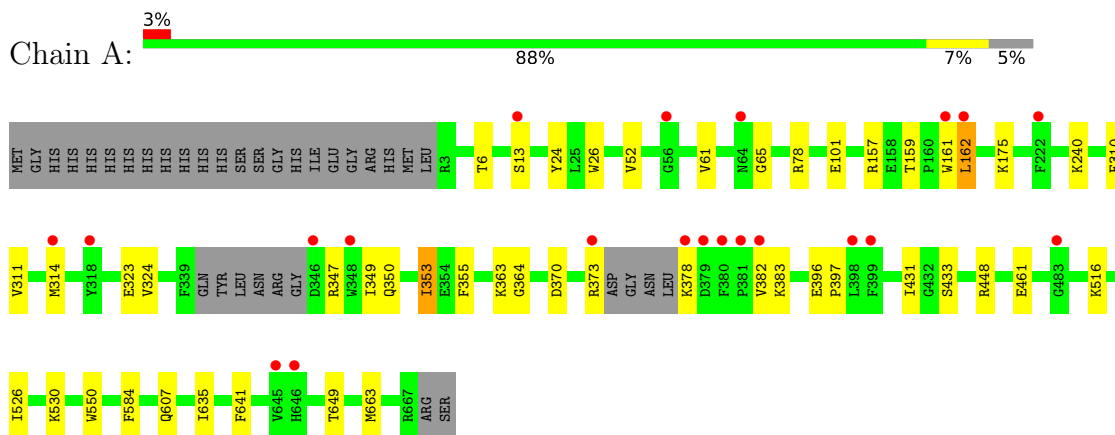 3%
Chain A:
88% 7% 5%
MET GLY HIS HIS HIS HIS HIS HIS HIS HIS HIS HIS SER SER GLY HIS ILE GLU GLY ARG HIS MET LEU R3 T6 S13 Y24 L25 W26 V52 G56 V61 N64 G65 R78 E101 R157 E158 T159 P160 W161 L162 K175 F222 K240 E310
V311 M314 Y318 E323 V324 F339 GLN TYR LEU ASN ARG GLY D346 R347 W348 I349 Q350 I353 E354 F355 K363 G364 D370 R373 ASP GLY ASN LEU K378 D379 F380 P381 V382 K383 E396 P397 L398 F399 I431 G432 S433 R448 E461 G483 K516
I526 K530 W550 F584 Q607 I635 F641 V645 H646 T649 M663 R667 ARG SER